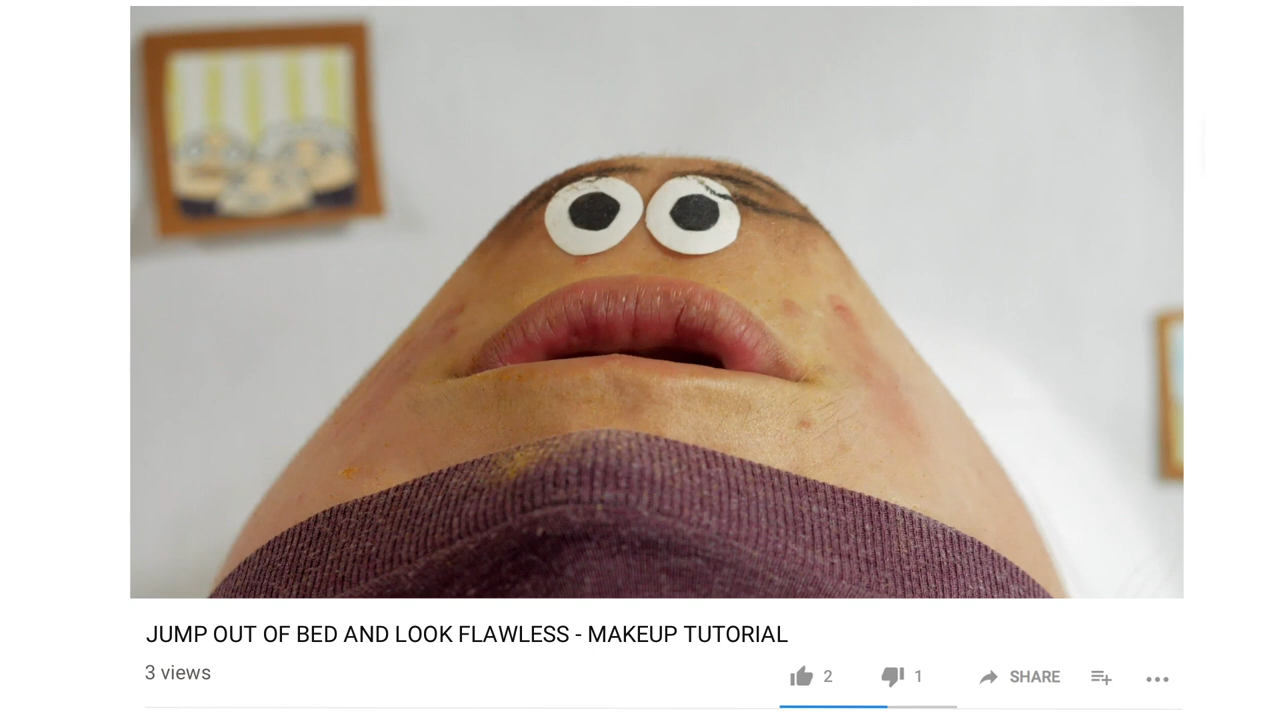 JUMP OUT OF BED AND LOOK FLAWLESS - MAKEUP TUTORIAL
3 views
2
1
SHARE